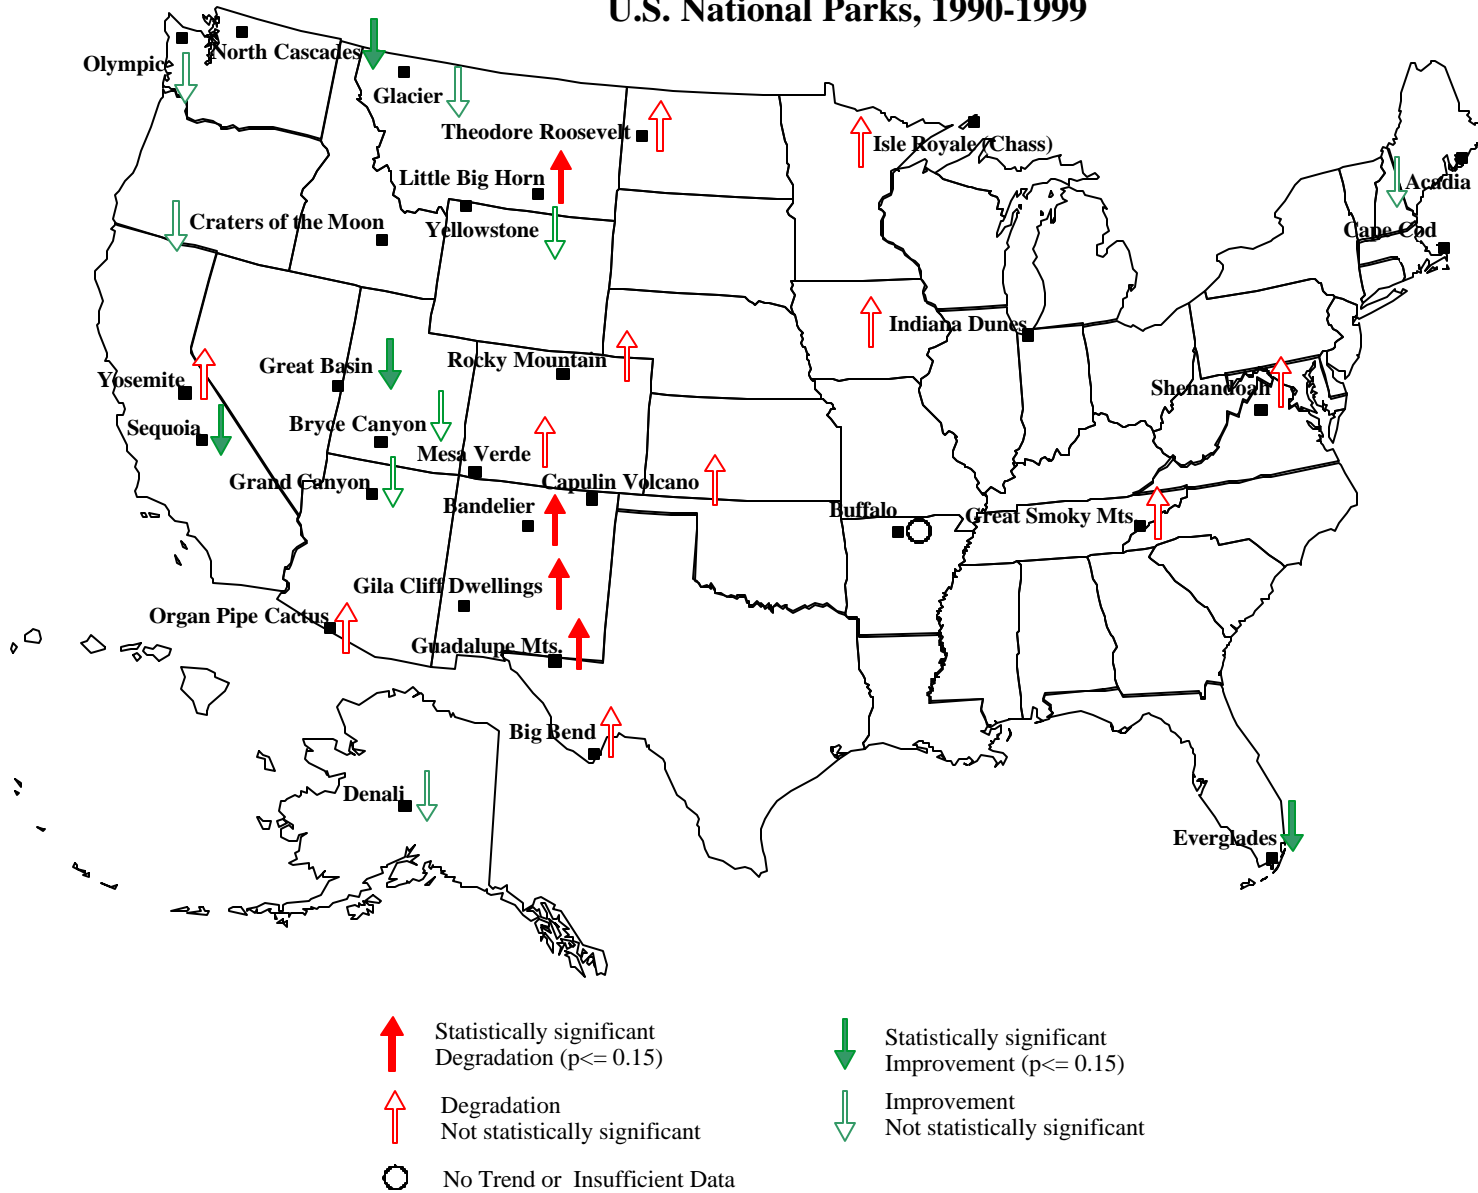 U.S. National Parks, 1990-1999
North Cascades
Olympic
Glacier
Theodore Roosevelt
Isle Royale (Chass)
Little Big Horn
Acadia
Craters of the Moon
Yellowstone
Cape Cod
Indiana Dunes
Rocky Mountain
Great Basin
Yosemite
Shenandoah
Bryce Canyon
Sequoia
Mesa Verde
Grand Canyon
Capulin Volcano
Bandelier
Buffalo
Great Smoky Mts.
Gila Cliff Dwellings
Organ Pipe Cactus
Guadalupe Mts.
Big Bend
Denali
Everglades
Statistically significant
Degradation (p<= 0.15)
Statistically significant
Improvement (p<= 0.15)
Degradation
Not statistically significant
Improvement
Not statistically significant
No Trend or Insufficient Data